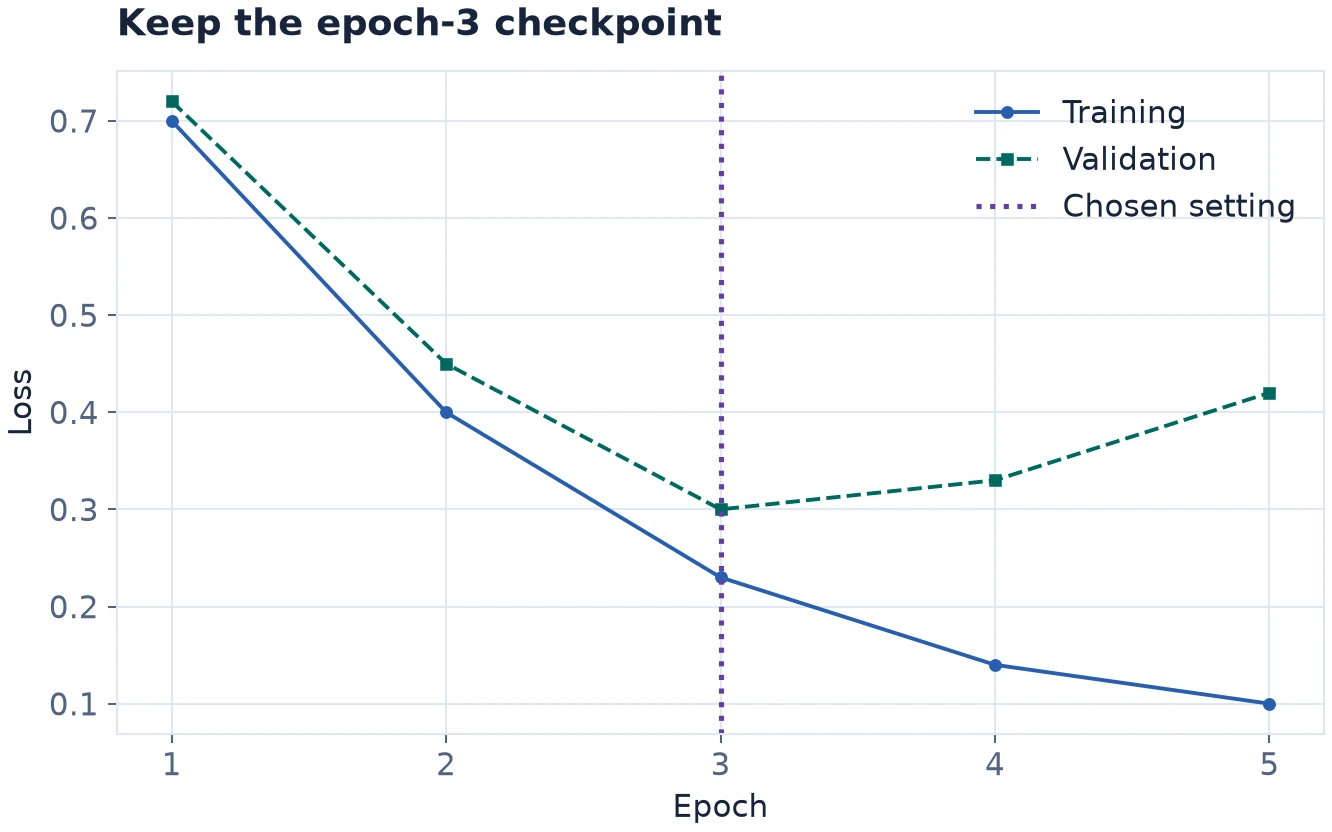 Keep the epoch-3 checkpoint
Training
Validation
Chosen setting
Loss
0.7
0.6
0.5
0.4
0.3
0.2
0.1
1 2 3 4 5
Epoch